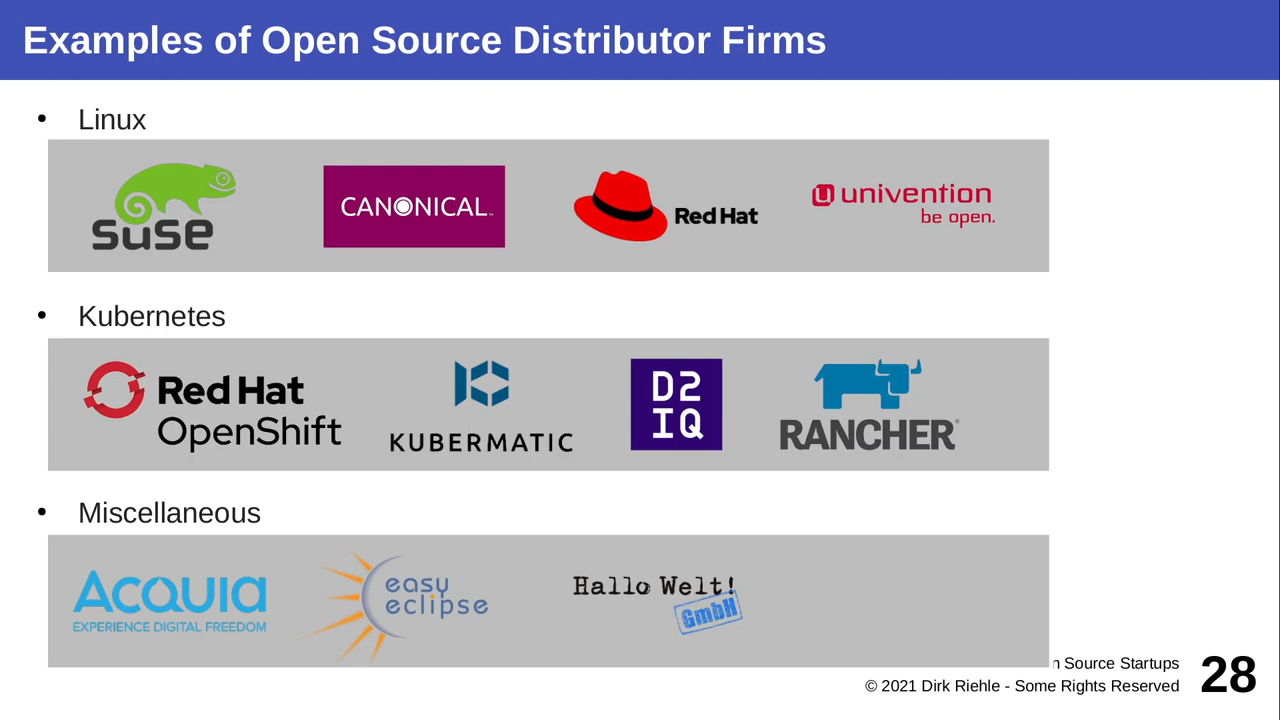 Examples of Open Source Distributor Firms
• Linux
suse
CANONICAL™
Red Hat
univention
be open.
• Kubernetes
Red Hat
OpenShift
KUBERMATIC
D2
IQ
RANCHER®
• Miscellaneous
ACQUIA
EXPERIENCE DIGITAL FREEDOM
easy
eclipse
Hallo Welt!
GmbH
Source Startups
© 2021 Dirk Riehle - Some Rights Reserved
28